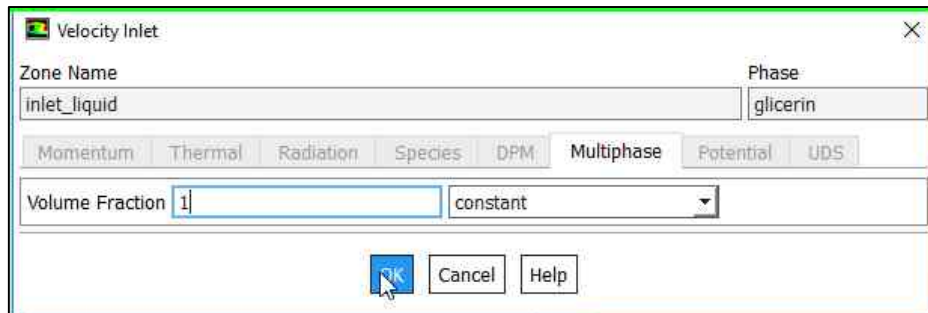 Velocity Inlet
Zone Name Phase
inlet_liquid glicerin
Momentum Thermal Radiation Species DPM Multiphase Potential UDS
Volume Fraction 1 constant
OK Cancel Help